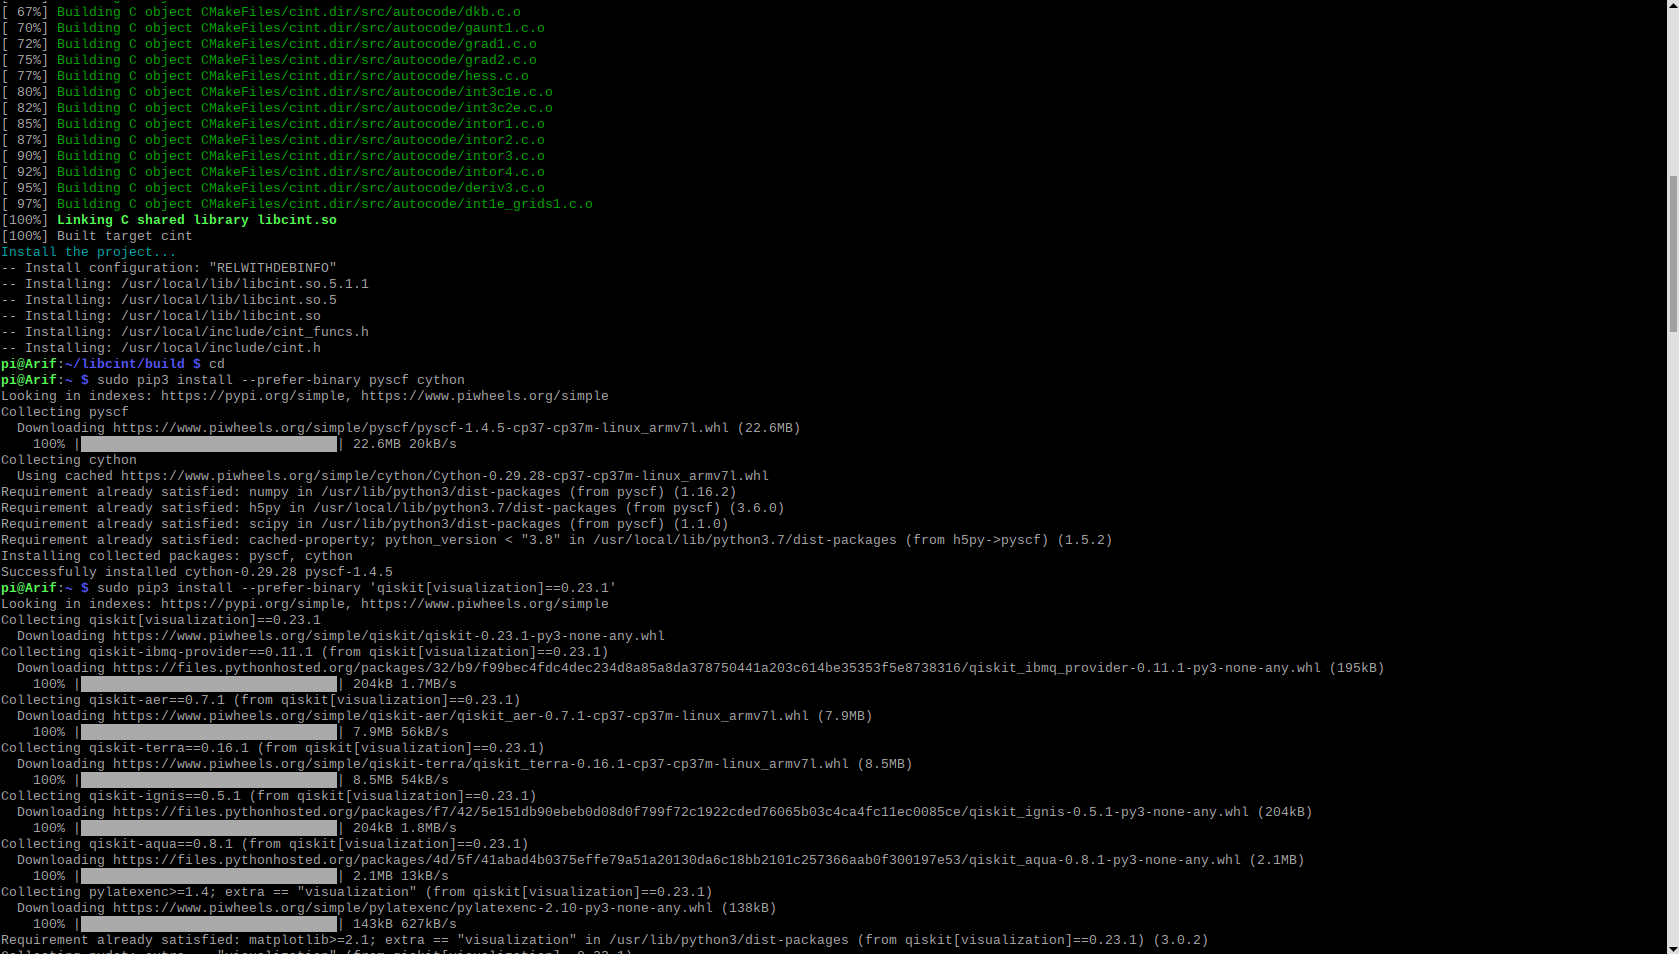 [ 67%] Building C object CMakeFiles/cint.dir/src/autocode/dkb.c.o
[ 70%] Building C object CMakeFiles/cint.dir/src/autocode/gaunt1.c.o
[ 72%] Building C object CMakeFiles/cint.dir/src/autocode/grad1.c.o
[ 75%] Building C object CMakeFiles/cint.dir/src/autocode/grad2.c.o
[ 77%] Building C object CMakeFiles/cint.dir/src/autocode/hess.c.o
[ 80%] Building C object CMakeFiles/cint.dir/src/autocode/int3c1e.c.o
[ 82%] Building C object CMakeFiles/cint.dir/src/autocode/int3c2e.c.o
[ 85%] Building C object CMakeFiles/cint.dir/src/autocode/intor1.c.o
[ 87%] Building C object CMakeFiles/cint.dir/src/autocode/intor2.c.o
[ 90%] Building C object CMakeFiles/cint.dir/src/autocode/intor3.c.o
[ 92%] Building C object CMakeFiles/cint.dir/src/autocode/intor4.c.o
[ 95%] Building C object CMakeFiles/cint.dir/src/autocode/deriv3.c.o
[ 97%] Building C object CMakeFiles/cint.dir/src/autocode/int1e_grids1.c.o
[100%] Linking C shared library libcint.so
[100%] Built target cint
Install the project...
-- Install configuration: "RELWITHDEBINFO"
-- Installing: /usr/local/lib/libcint.so.5.1.1
-- Installing: /usr/local/lib/libcint.so.5
-- Installing: /usr/local/lib/libcint.so
-- Installing: /usr/local/include/cint_funcs.h
-- Installing: /usr/local/include/cint.h
pi@Arif:~/libcint/build $ cd
pi@Arif:~ $ sudo pip3 install --prefer-binary pyscf cython
Looking in indexes: https://pypi.org/simple, https://www.piwheels.org/simple
Collecting pyscf
  Downloading https://www.piwheels.org/simple/pyscf/pyscf-1.4.5-cp37-cp37m-linux_armv7l.whl (22.6MB)
    100% |████████████████████████████████| 22.6MB 20kB/s
Collecting cython
  Using cached https://www.piwheels.org/simple/cython/Cython-0.29.28-cp37-cp37m-linux_armv7l.whl
Requirement already satisfied: numpy in /usr/lib/python3/dist-packages (from pyscf) (1.16.2)
Requirement already satisfied: h5py in /usr/local/lib/python3.7/dist-packages (from pyscf) (3.6.0)
Requirement already satisfied: scipy in /usr/lib/python3/dist-packages (from pyscf) (1.1.0)
Requirement already satisfied: cached-property; python_version < "3.8" in /usr/local/lib/python3.7/dist-packages (from h5py->pyscf) (1.5.2)
Installing collected packages: pyscf, cython
Successfully installed cython-0.29.28 pyscf-1.4.5
pi@Arif:~ $ sudo pip3 install --prefer-binary 'qiskit[visualization]==0.23.1'
Looking in indexes: https://pypi.org/simple, https://www.piwheels.org/simple
Collecting qiskit[visualization]==0.23.1
  Downloading https://www.piwheels.org/simple/qiskit/qiskit-0.23.1-py3-none-any.whl
Collecting qiskit-ibmq-provider==0.11.1 (from qiskit[visualization]==0.23.1)
  Downloading https://files.pythonhosted.org/packages/32/b9/f99bec4fdc4dec234d8a85a8da378750441a203c614be35353f5e8738316/qiskit_ibmq_provider-0.11.1-py3-none-any.whl (195kB)
    100% |████████████████████████████████| 204kB 1.7MB/s
Collecting qiskit-aer==0.7.1 (from qiskit[visualization]==0.23.1)
  Downloading https://www.piwheels.org/simple/qiskit-aer/qiskit_aer-0.7.1-cp37-cp37m-linux_armv7l.whl (7.9MB)
    100% |████████████████████████████████| 7.9MB 56kB/s
Collecting qiskit-terra==0.16.1 (from qiskit[visualization]==0.23.1)
  Downloading https://www.piwheels.org/simple/qiskit-terra/qiskit_terra-0.16.1-cp37-cp37m-linux_armv7l.whl (8.5MB)
    100% |████████████████████████████████| 8.5MB 54kB/s
Collecting qiskit-ignis==0.5.1 (from qiskit[visualization]==0.23.1)
  Downloading https://files.pythonhosted.org/packages/f7/42/5e151db90ebeb0d08d0f799f72c1922cded76065b03c4ca4fc11ec0085ce/qiskit_ignis-0.5.1-py3-none-any.whl (204kB)
    100% |████████████████████████████████| 204kB 1.8MB/s
Collecting qiskit-aqua==0.8.1 (from qiskit[visualization]==0.23.1)
  Downloading https://files.pythonhosted.org/packages/4d/5f/41abad4b0375effe79a51a20130da6c18bb2101c257366aab0f300197e53/qiskit_aqua-0.8.1-py3-none-any.whl (2.1MB)
    100% |████████████████████████████████| 2.1MB 13kB/s
Collecting pylatexenc>=1.4; extra == "visualization" (from qiskit[visualization]==0.23.1)
  Downloading https://www.piwheels.org/simple/pylatexenc/pylatexenc-2.10-py3-none-any.whl (138kB)
    100% |████████████████████████████████| 143kB 627kB/s
Requirement already satisfied: matplotlib>=2.1; extra == "visualization" in /usr/lib/python3/dist-packages (from qiskit[visualization]==0.23.1) (3.0.2)